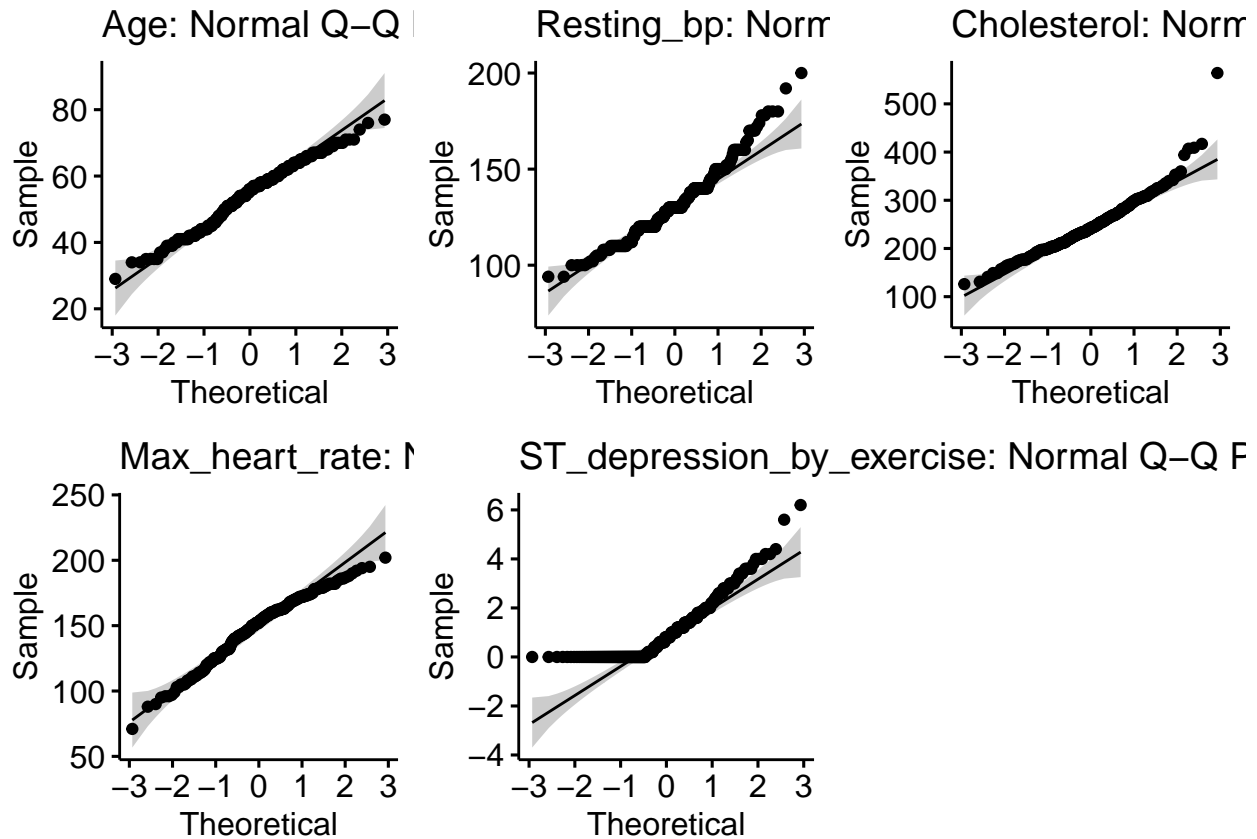 Age: Normal Q−Q
Resting_bp: Norm
Cholesterol: Norm
80
60
40
20
Sample
−3 −2 −1 0 1 2 3
Theoretical
200
150
100
Sample
−3 −2 −1 0 1 2 3
Theoretical
500
400
300
200
100
Sample
−3 −2 −1 0 1 2 3
Theoretical
Max_heart_rate:
ST_depression_by_exercise: Normal Q−Q P
250
200
150
100
50
Sample
−3 −2 −1 0 1 2 3
Theoretical
6
4
2
0
−2
−4
Sample
−3 −2 −1 0 1 2 3
Theoretical